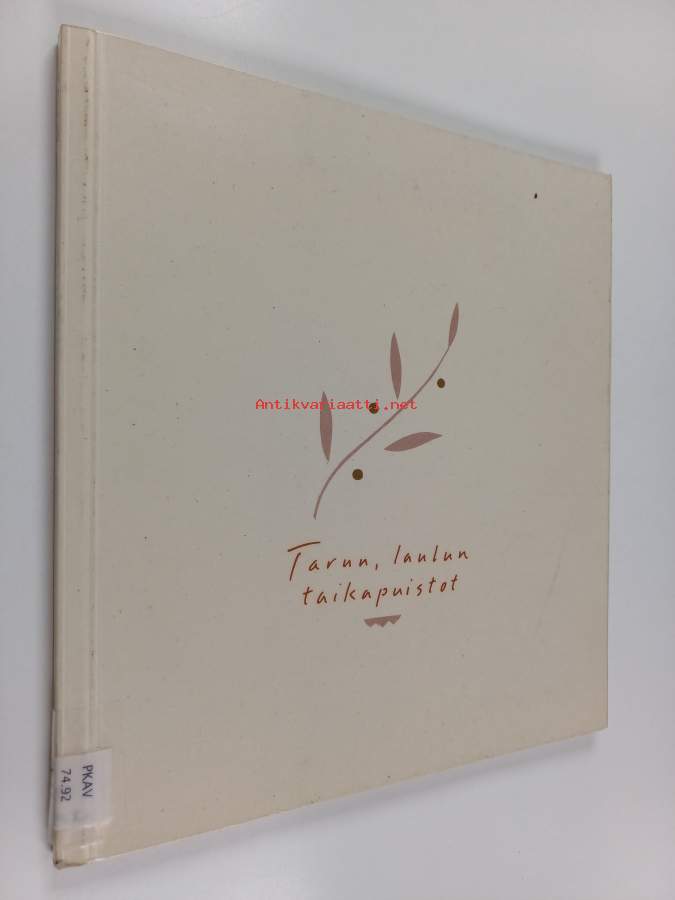 Antikvariaatti.net
Tarun, laulun
taikapuistot
PKAV
74.92